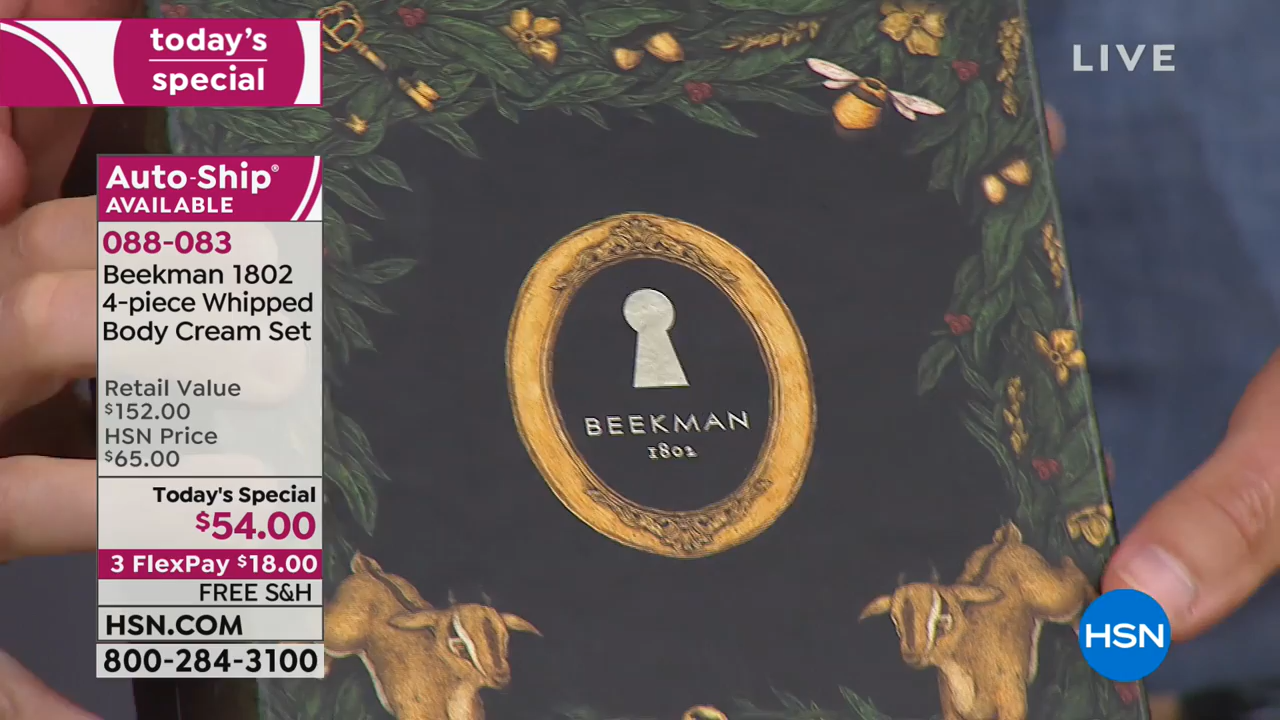 today's
special
LIVE
Auto-Ship®
AVAILABLE
088-083
Beekman 1802
4-piece Whipped
Body Cream Set
Retail Value
$152.00
HSN Price
$65.00
Today's Special
$54.00
3 FlexPay $18.00
FREE S&H
HSN.COM
800-284-3100
BEEKMAN
1802
HSN